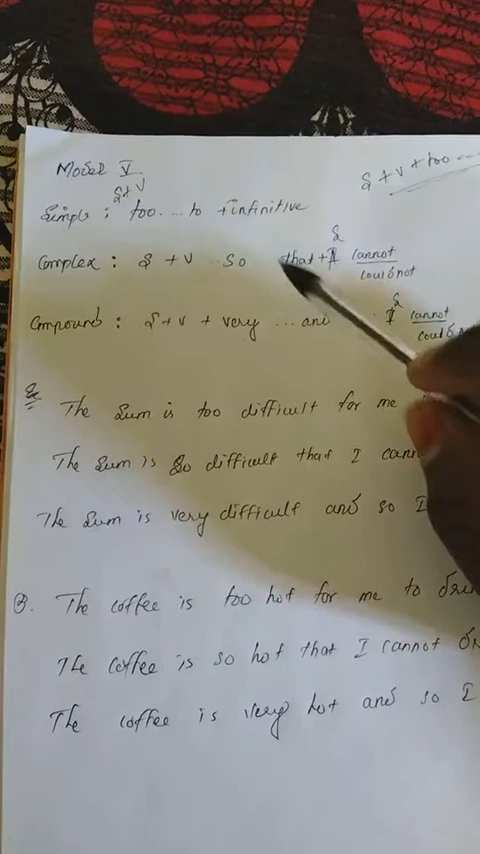 Model V
S + V + too ...
S + V
Simple : too .... to + infinitive
S
Complex : S + V so that + I cannot
could not
S
Compound : S + V + very ... and I cannot
Ex The Sum is too difficult for me
The Sum is so difficult that I
The Sum is very difficult and so I
The coffee is too hot for me to
The coffee is so hot that I cannot
The coffee is very hot and so I